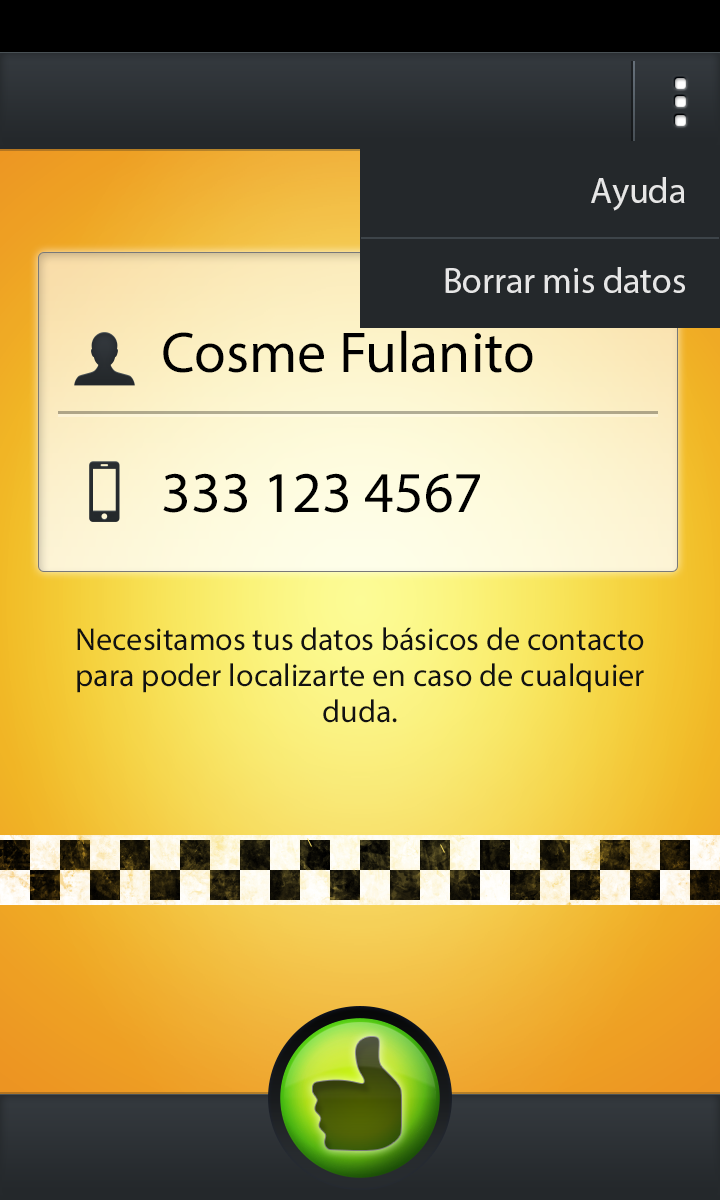 Ayuda
Borrar mis datos
Cosme Fulanito
333 123 4567
Necesitamos tus datos básicos de contacto
para poder localizarte en caso de cualquier
duda.